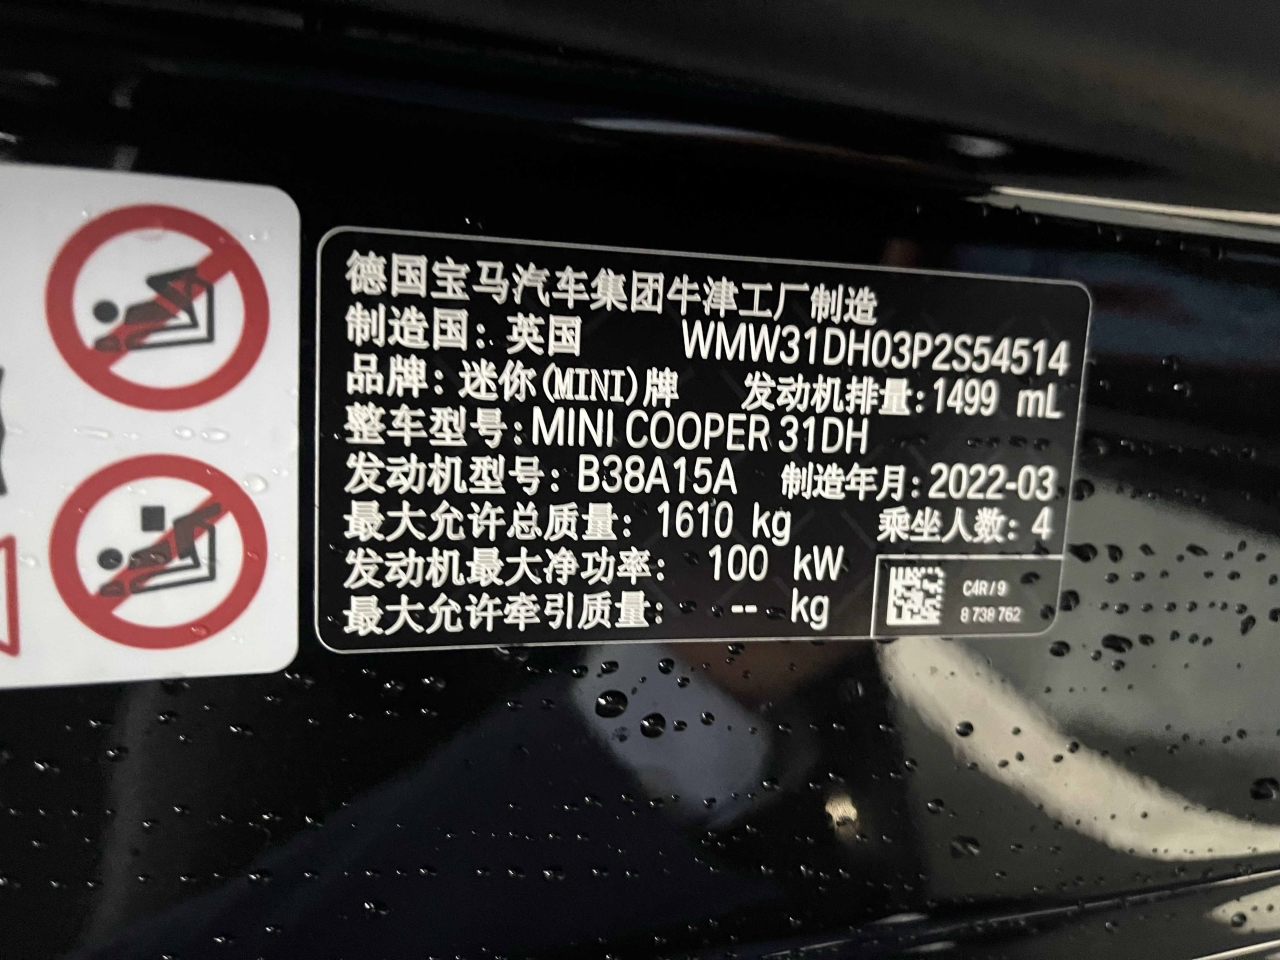 德国宝马汽车集团牛津工厂制造
制造国：英国 WMW31DH03P2S54514
品牌：迷你(MINI)牌 发动机排量：1499 mL
整车型号：MINI COOPER 31DH
发动机型号：B38A15A 制造年月：2022-03
最大允许总质量：1610 kg 乘坐人数：4
发动机最大净功率：100 kW
最大允许牵引质量：-- kg
C4R/9
8 738 762